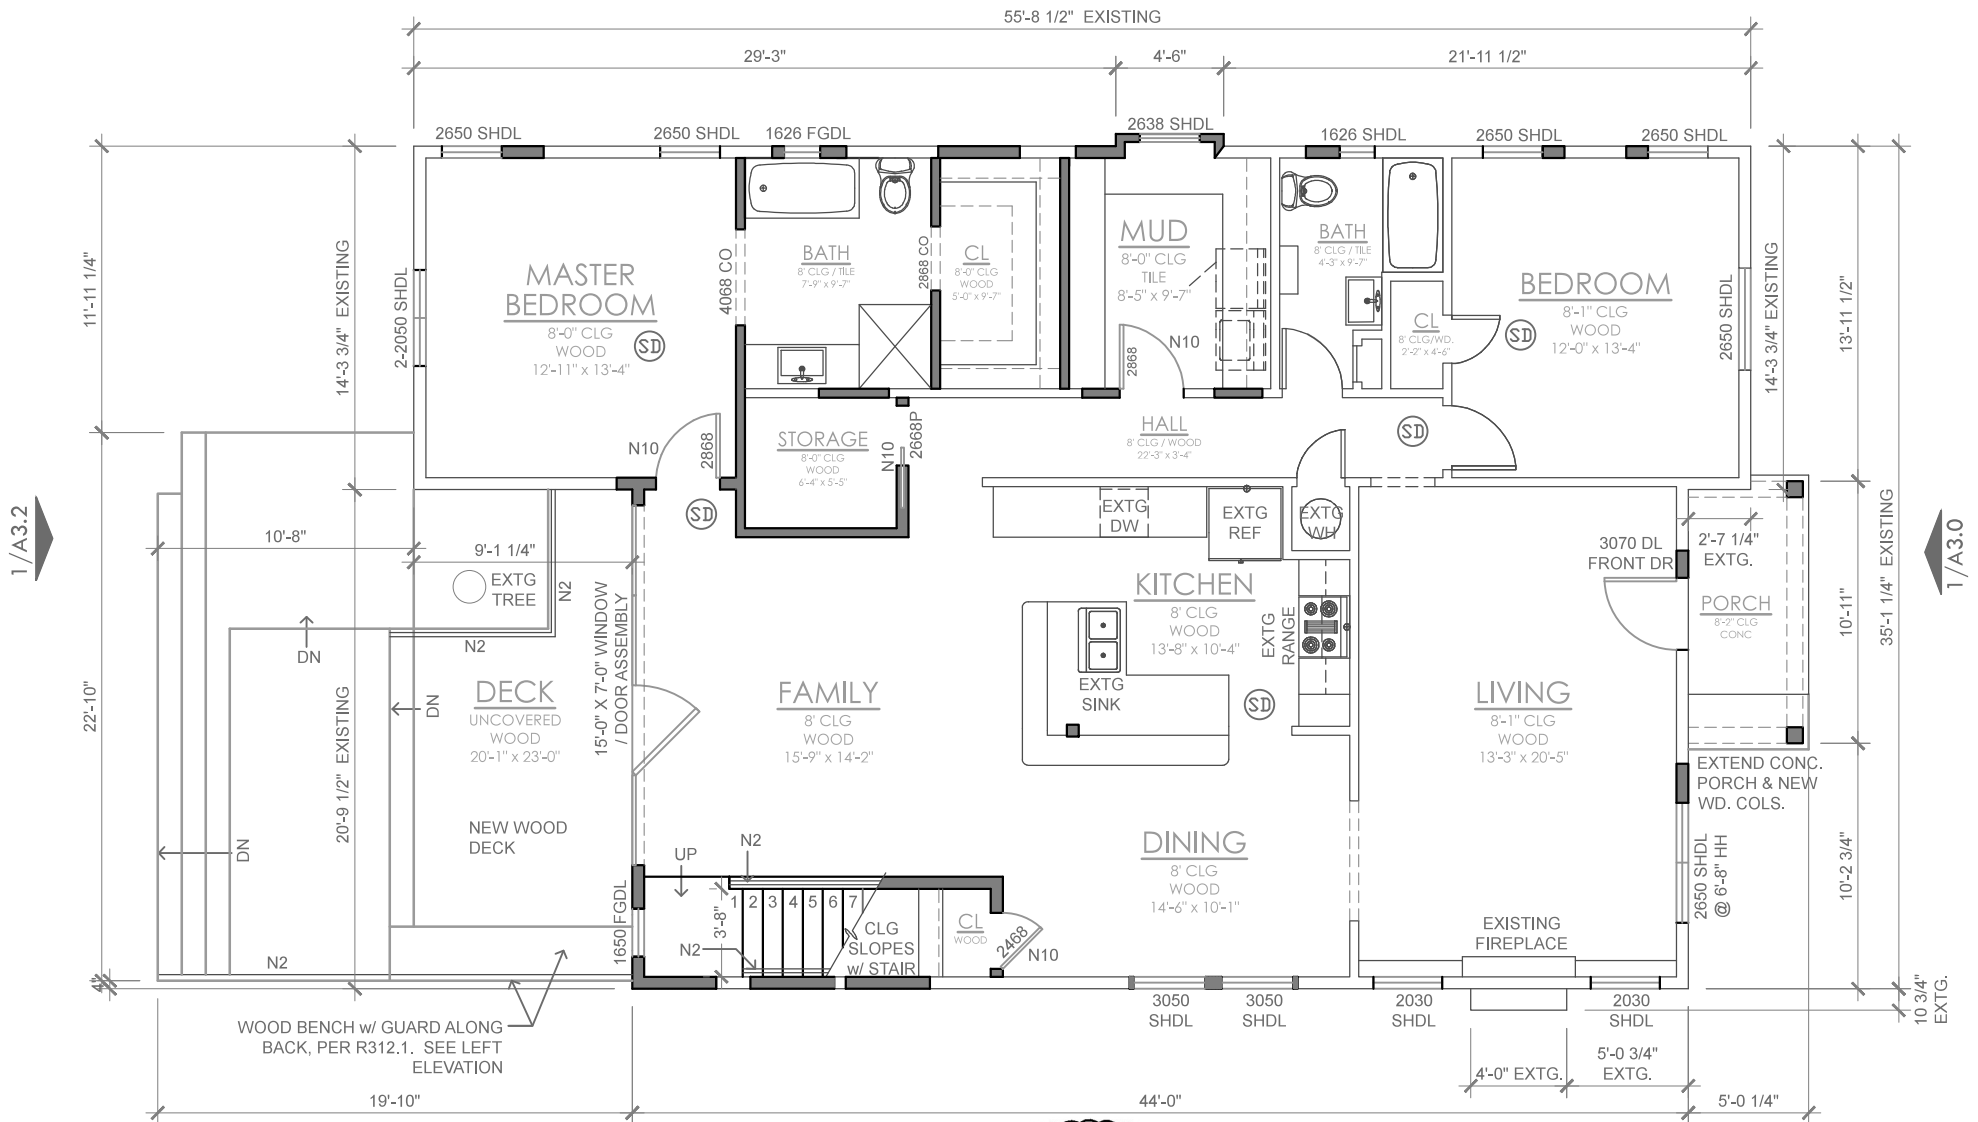 55'-8 1/2" EXISTING
29'-3"
4'-6"
21'-11 1/2"
2650 SHDL
2650 SHDL
1626 FGDL
2638 SHDL
1626 SHDL
2650 SHDL
2650 SHDL
11'-11 1/4"
14'-3 3/4" EXISTING
2-2050 SHDL
MASTER
BEDROOM
8'-0" CLG
WOOD
12'-11" x 13'-4"
SD
4068 CO
BATH
8' CLG / TILE
7'-9" x 9'-7"
2868 CO
CL
8'-0" CLG
WOOD
5'-0" x 9'-7"
MUD
8'-0" CLG
TILE
8'-5" x 9'-7"
2868
N10
BATH
8' CLG / TILE
4'-3" x 9'-7"
CL
8' CLG/WD.
2'-2" x 4'-6"
BEDROOM
8'-1" CLG
WOOD
12'-0" x 13'-4"
SD
2650 SHDL
14'-3 3/4" EXISTING
13'-11 1/2"
35'-1 1/4" EXISTING
N10
2868
STORAGE
8'-0" CLG
WOOD
6'-4" x 5'-5"
N10
2668P
HALL
8' CLG / WOOD
22'-3" x 3'-4"
SD
SD
1/A3.2
1/A3.0
10'-8"
9'-1 1/4"
EXTG
TREE
N2
N2
DN
DN
DN
22'-10"
20'-9 1/2" EXISTING
DECK
UNCOVERED
WOOD
20'-1" x 23'-0"
NEW WOOD
DECK
15'-0" X 7'-0" WINDOW
/ DOOR ASSEMBLY
FAMILY
8' CLG
WOOD
15'-9" x 14'-2"
EXTG
DW
EXTG
REF
EXTG
WH
KITCHEN
8' CLG
WOOD
13'-8" x 10'-4"
EXTG
SINK
EXTG
RANGE
SD
3070 DL
FRONT DR
2'-7 1/4"
EXTG.
PORCH
8'-2" CLG
CONC
10'-11"
LIVING
8'-1" CLG
WOOD
13'-3" x 20'-5"
EXTEND CONC.
PORCH & NEW
WD. COLS.
2650 SHDL
@ 6'-8" HH
10'-2 3/4"
DINING
8' CLG
WOOD
14'-6" x 10'-1"
UP
N2
1 2 3 4 5 6 7
3'-8"
N2
CLG
SLOPES
w/ STAIR
CL
WOOD
2468
N10
1650 FGDL
EXISTING
FIREPLACE
N2
4"
3050
SHDL
3050
SHDL
2030
SHDL
2030
SHDL
10 3/4"
EXTG.
WOOD BENCH w/ GUARD ALONG
BACK, PER R312.1. SEE LEFT
ELEVATION
4'-0" EXTG.
5'-0 3/4"
EXTG.
19'-10"
44'-0"
5'-0 1/4"